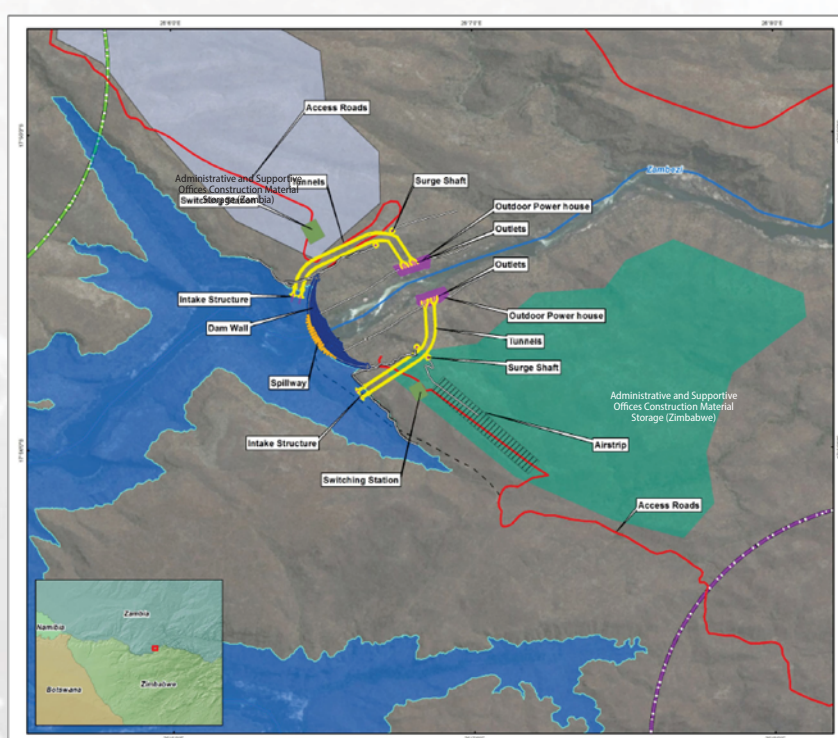 Access Roads
Zambezi
Administrative and Supportive
Offices Construction Material
Storage (Zambia)
Tunnels
Surge Shaft
Outdoor Power house
Outlets
Outlets
Intake Structure
Outdoor Power house
Dam Wall
Tunnels
Surge Shaft
Spillway
Administrative and Supportive
Offices Construction Material
Storage (Zimbabwe)
Intake Structure
Airstrip
Switching Station
Access Roads
Zambia
Namibia
Zimbabwe
Botswana